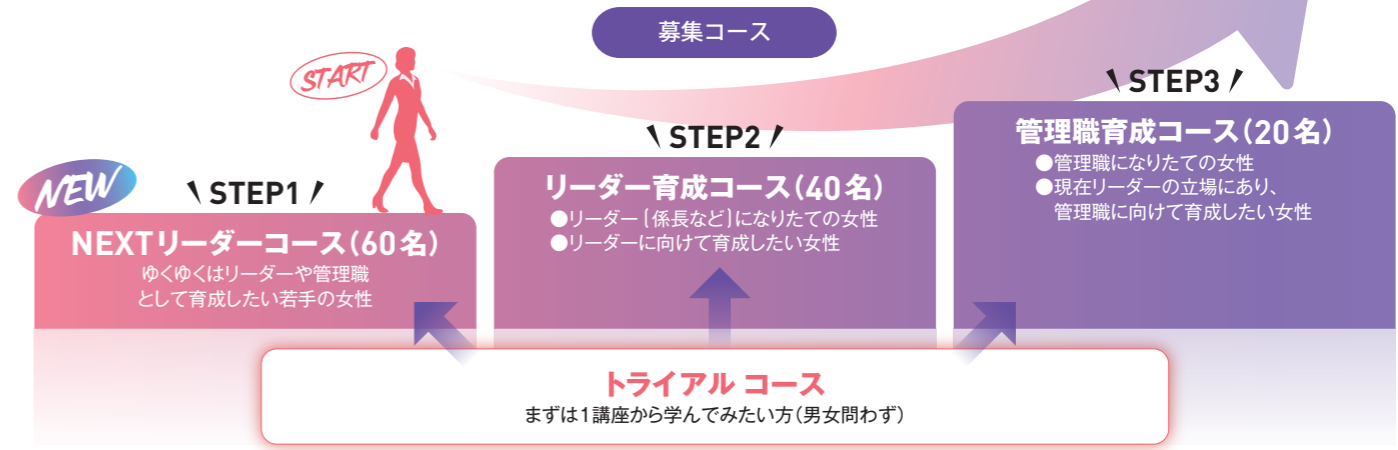 募集コース
START
NEW
\ STEP1 /
NEXTリーダーコース(60名)
ゆくゆくはリーダーや管理職
として育成したい若手の女性
\ STEP2 /
リーダー育成コース(40名)
●リーダー[係長など]になりたての女性
●リーダーに向けて育成したい女性
\ STEP3 /
管理職育成コース(20名)
●管理職になりたての女性
●現在リーダーの立場にあり、
管理職に向けて育成したい女性
トライアル コース
まずは1講座から学んでみたい方(男女問わず)